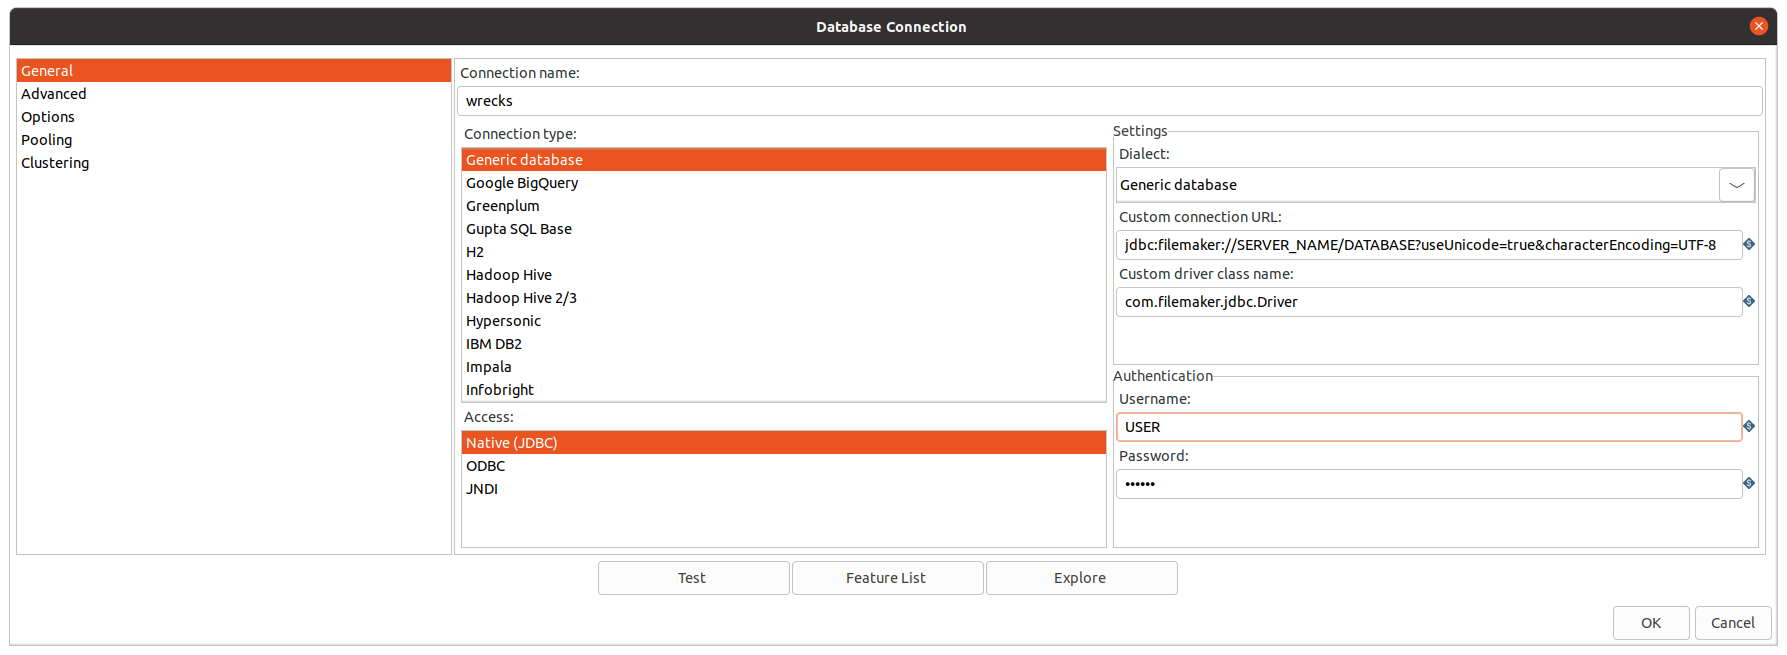 Database Connection
General
Advanced
Options
Pooling
Clustering
Connection name:
wrecks
Connection type:
Generic database
Google BigQuery
Greenplum
Gupta SQL Base
H2
Hadoop Hive
Hadoop Hive 2/3
Hypersonic
IBM DB2
Impala
Infobright
Access:
Native (JDBC)
ODBC
JNDI
Settings
Dialect:
Generic database
Custom connection URL:
jdbc:filemaker://SERVER_NAME/DATABASE?useUnicode=true&characterEncoding=UTF-8
Custom driver class name:
com.filemaker.jdbc.Driver
Authentication
Username:
USER
Password:
••••••
Test
Feature List
Explore
OK
Cancel